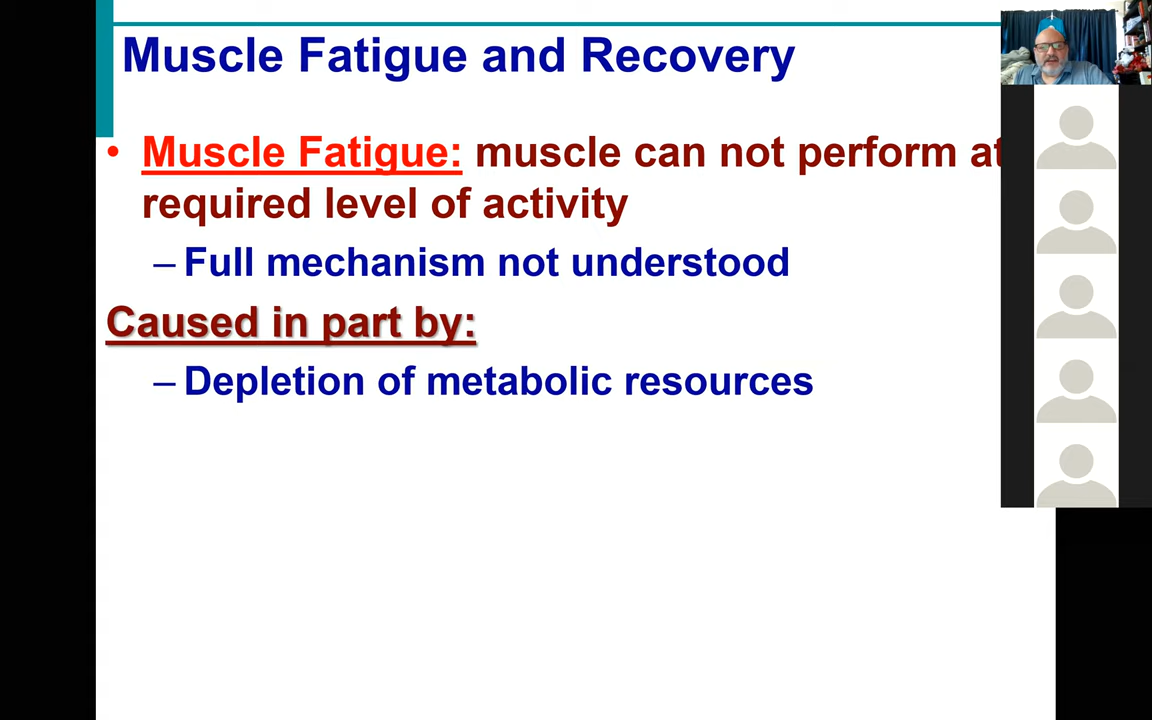 Muscle Fatigue and Recovery
• Muscle Fatigue: muscle can not perform at
required level of activity
– Full mechanism not understood
Caused in part by:
– Depletion of metabolic resources